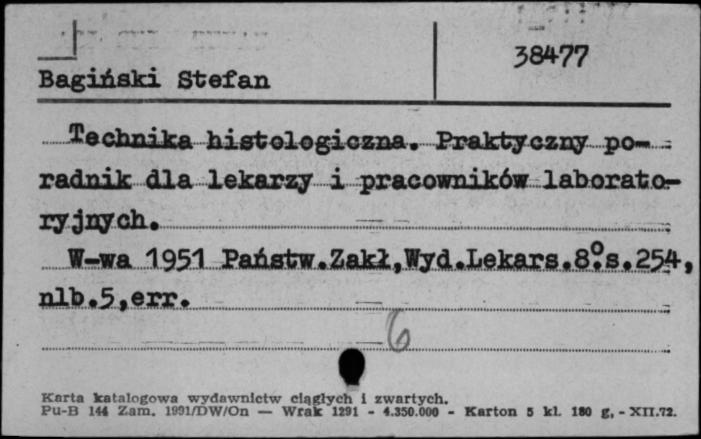 38477
Bagiński Stefan
Technika histologiczna. Praktyczny po-
radnik dla lekarzy i pracowników laborato-
ryjnych.
W-wa 1951 Państw.Zakł,Wyd.Lekars.8°.s.254,
nlb.5,err.
6
Karta katalogowa wydawnictw ciągłych i zwartych.
Pu-B 144 Zam. 1991/DW/On — Wrak 1291 - 4.350.000 - Karton 5 kl. 180 g, - XII.72.